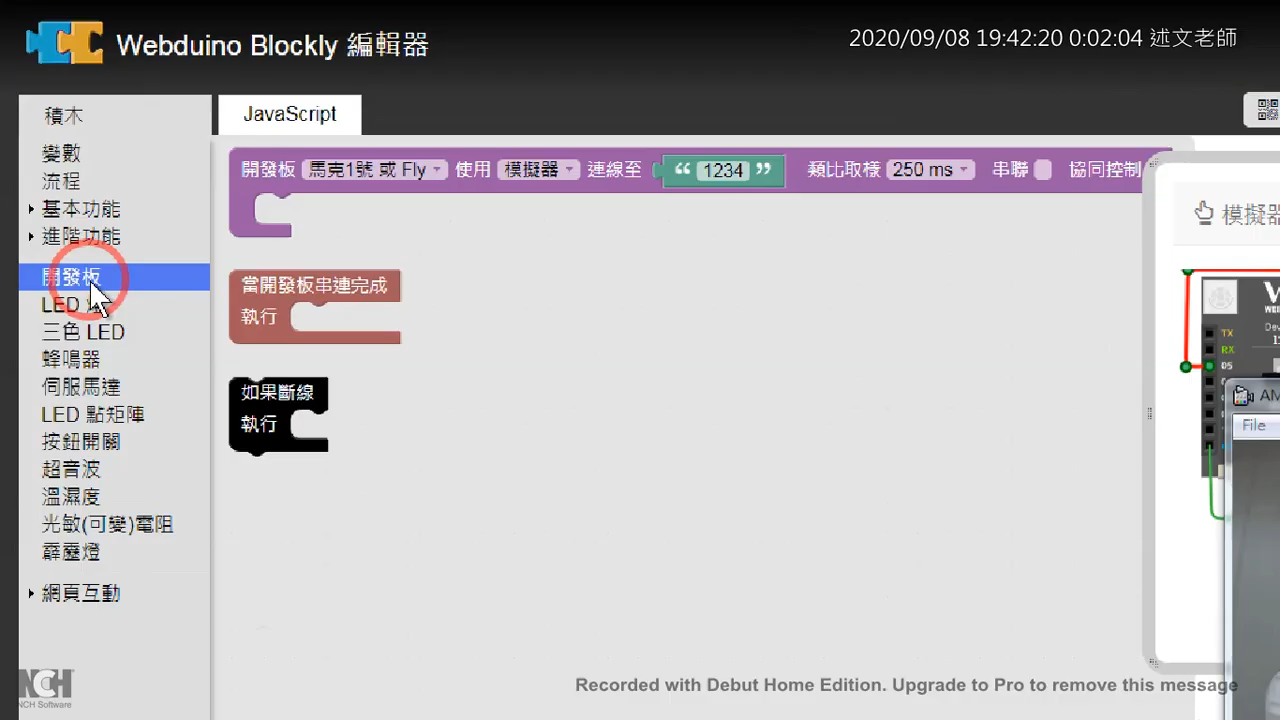 Webduino Blockly 編輯器
2020/09/08 19:42:20 0:02:04 述文老師
積木
JavaScript
變數
流程
基本功能
進階功能
開發板
LED
三色 LED
蜂鳴器
伺服馬達
LED 點矩陣
按鈕開關
超音波
溫濕度
光敏(可變)電阻
霹靂燈
網頁互動
開發板 馬克1號 或 Fly 使用 模擬器 連線至 “ 1234 ” 類比取樣 250 ms 串聯 協同控制
當開發板串連完成
執行
如果斷線
執行
模擬器
TX
RX
05
AM
File
NCH
NCH Software
Recorded with Debut Home Edition. Upgrade to Pro to remove this message